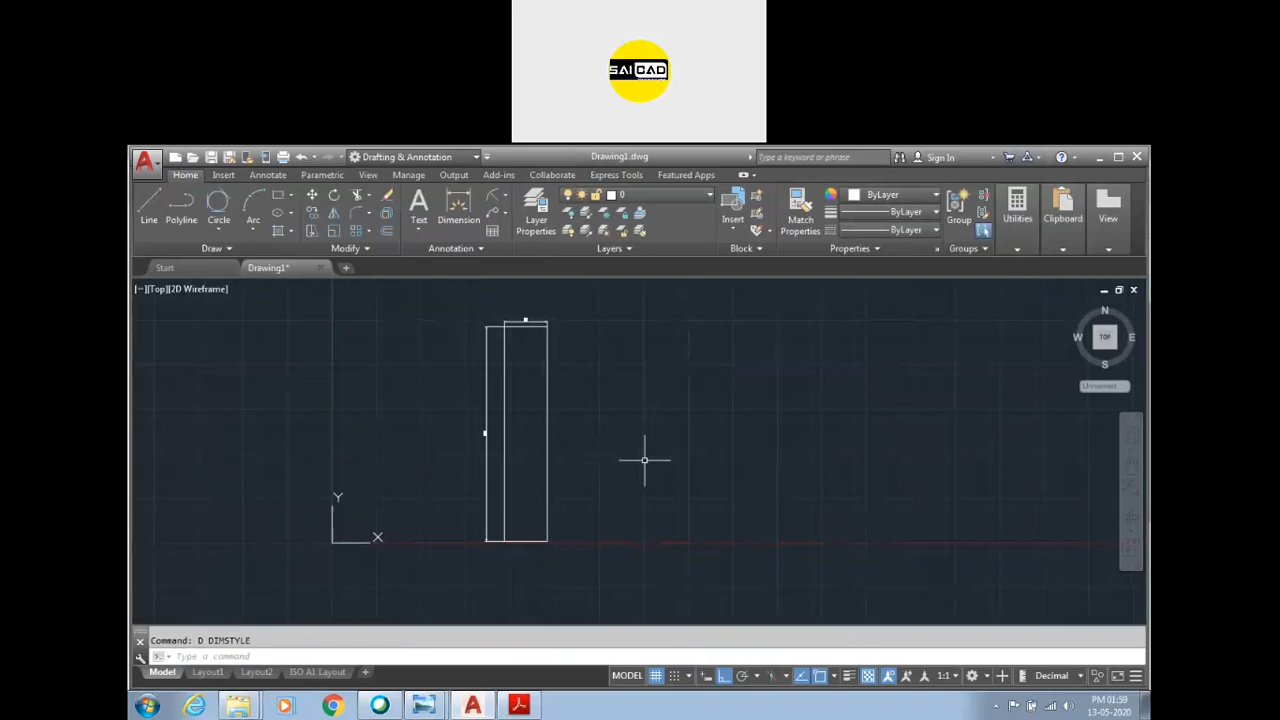 SAI CAD
Drafting & Annotation
Drawing1.dwg
Type a keyword or phrase
Sign In
Home Insert Annotate Parametric View Manage Output Add-ins Collaborate Express Tools Featured Apps
0
ByLayer
ByLayer
ByLayer
Line Polyline Circle Arc Text Dimension Layer Properties Insert Match Properties Group Utilities Clipboard View
Draw Modify Annotation Layers Block Properties Groups
Start Drawing1*
[−][Top][2D Wireframe]
N
W TOP E
S
Unnamed
Y
X
Command: D DIMSTYLE
Type a command
Model Layout1 Layout2 ISO A1 Layout
MODEL 1:1 Decimal
PM 01:59
13-05-2020